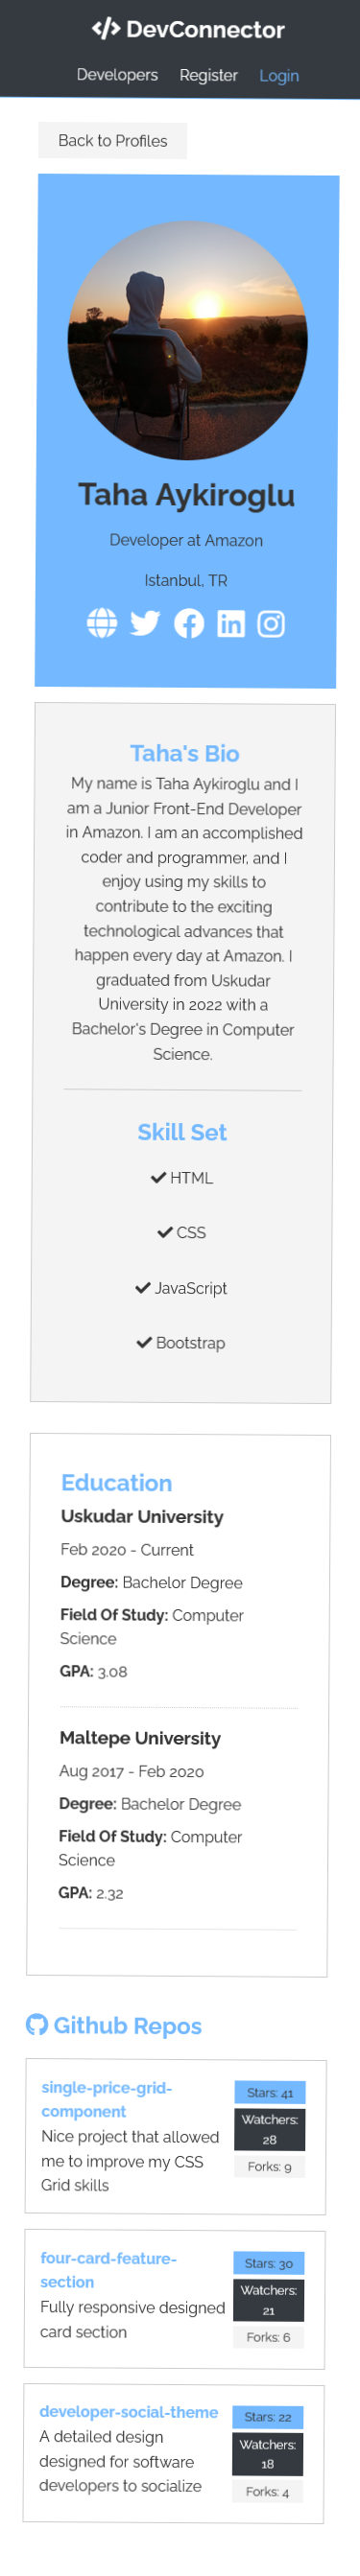 DevConnector
Developers Register Login
Back to Profiles
Taha Aykiroglu
Developer at Amazon
Istanbul, TR
Taha's Bio
My name is Taha Aykiroglu and I
am a Junior Front-End Developer
in Amazon. I am an accomplished
coder and programmer, and I
enjoy using my skills to
contribute to the exciting
technological advances that
happen every day at Amazon. I
graduated from Uskudar
University in 2022 with a
Bachelor's Degree in Computer
Science.
Skill Set
HTML
CSS
JavaScript
Bootstrap
Education
Uskudar University
Feb 2020 - Current
Degree: Bachelor Degree
Field Of Study: Computer
Science
GPA: 3.08
Maltepe University
Aug 2017 - Feb 2020
Degree: Bachelor Degree
Field Of Study: Computer
Science
GPA: 2.32
Github Repos
single-price-grid-
component
Nice project that allowed
me to improve my CSS
Grid skills
Stars: 41
Watchers:
28
Forks: 9
four-card-feature-
section
Fully responsive designed
card section
Stars: 30
Watchers:
21
Forks: 6
developer-social-theme
A detailed design
designed for software
developers to socialize
Stars: 22
Watchers:
18
Forks: 4